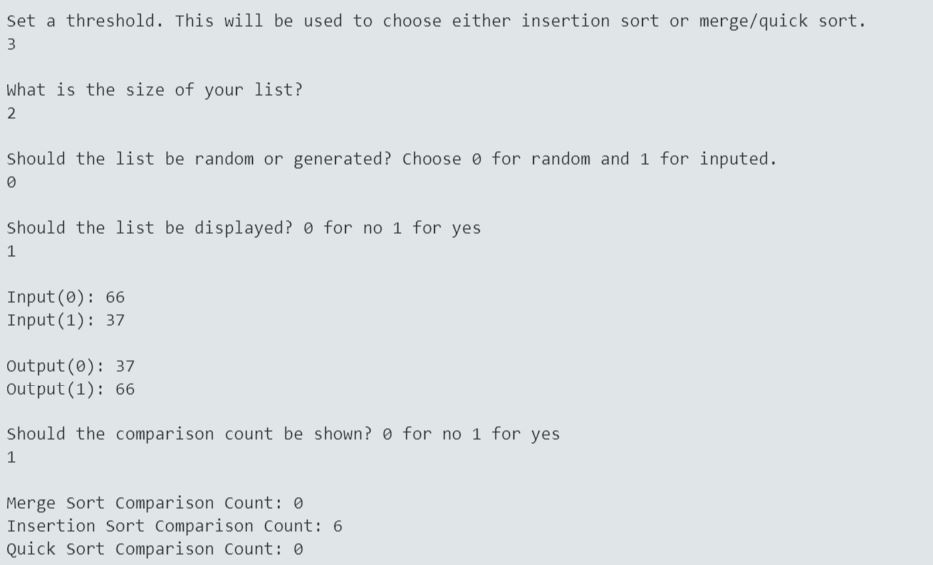 Set a threshold. This will be used to choose either insertion sort or merge/quick sort.
3
What is the size of your list?
2
Should the list be random or generated? Choose 0 for random and 1 for inputed.
0
Should the list be displayed? 0 for no 1 for yes
1
Input(0): 66
Input(1): 37
Output(0): 37
Output(1): 66
Should the comparison count be shown? 0 for no 1 for yes
1
Merge Sort Comparison Count: 0
Insertion Sort Comparison Count: 6
Quick Sort Comparison Count: 0